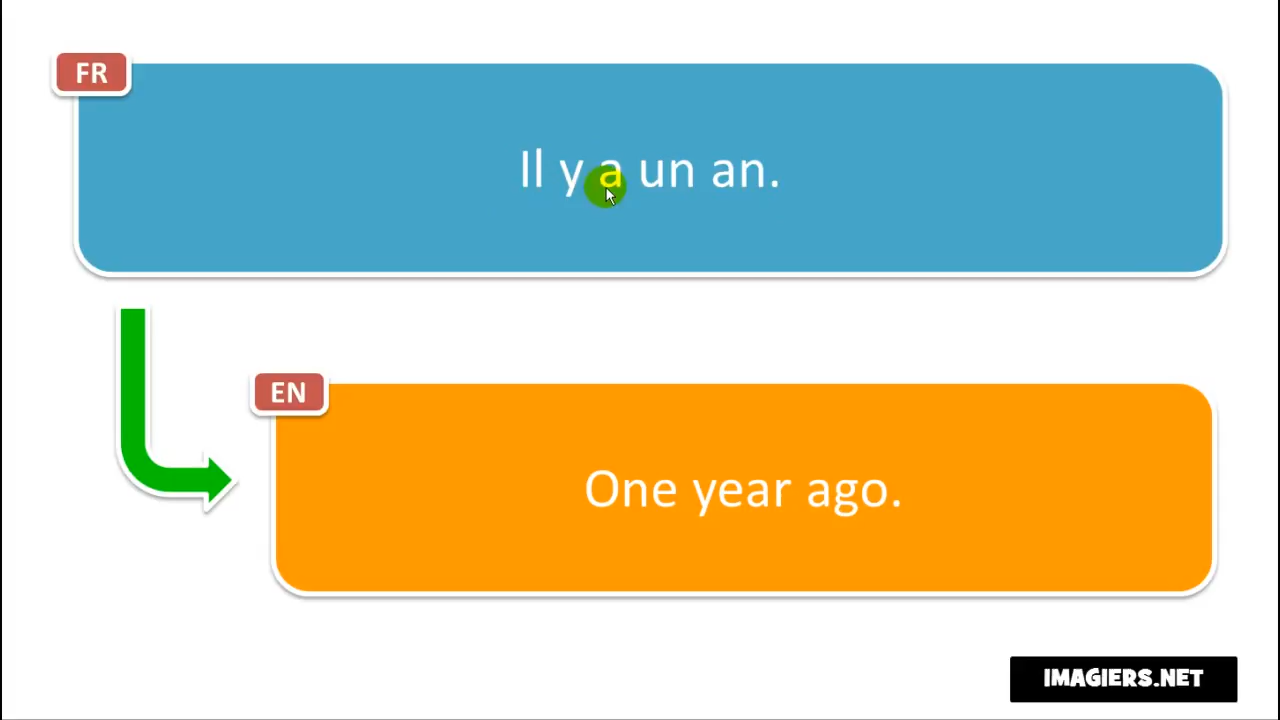 FR
Il y a un an.
EN
One year ago.
IMAGIERS.NET